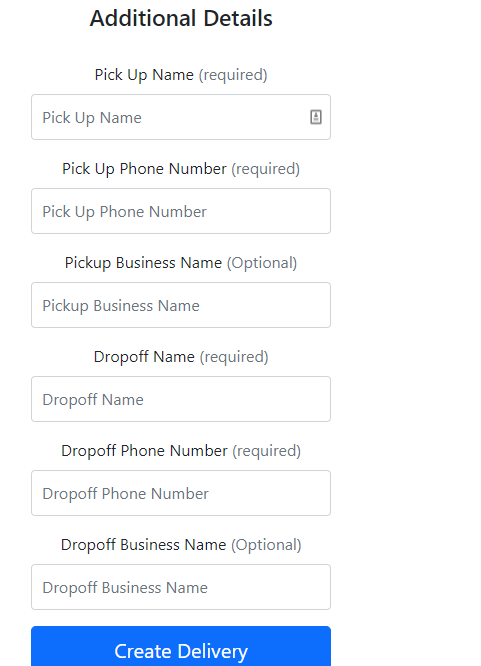 Additional Details
Pick Up Name (required)
Pick Up Name
Pick Up Phone Number (required)
Pick Up Phone Number
Pickup Business Name (Optional)
Pickup Business Name
Dropoff Name (required)
Dropoff Name
Dropoff Phone Number (required)
Dropoff Phone Number
Dropoff Business Name (Optional)
Dropoff Business Name
Create Delivery